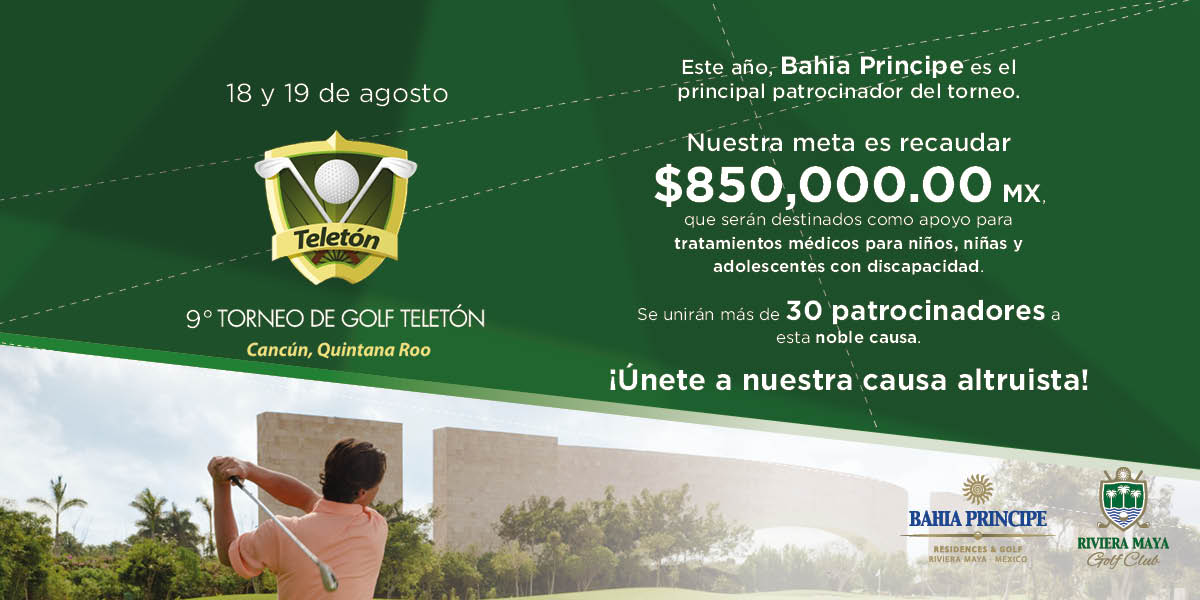 18 y 19 de agosto
Teletón
9° TORNEO DE GOLF TELETÓN
Cancún, Quintana Roo
Este año, Bahia Principe es el
principal patrocinador del torneo.
Nuestra meta es recaudar
$850,000.00 MX,
que serán destinados como apoyo para
tratamientos médicos para niños, niñas y
adolescentes con discapacidad.
Se unirán más de 30 patrocinadores a
esta noble causa.
¡Únete a nuestra causa altruista!
BAHIA PRINCIPE
RESIDENCES & GOLF
RIVIERA MAYA - MÉXICO
RIVIERA MAYA
Golf Club